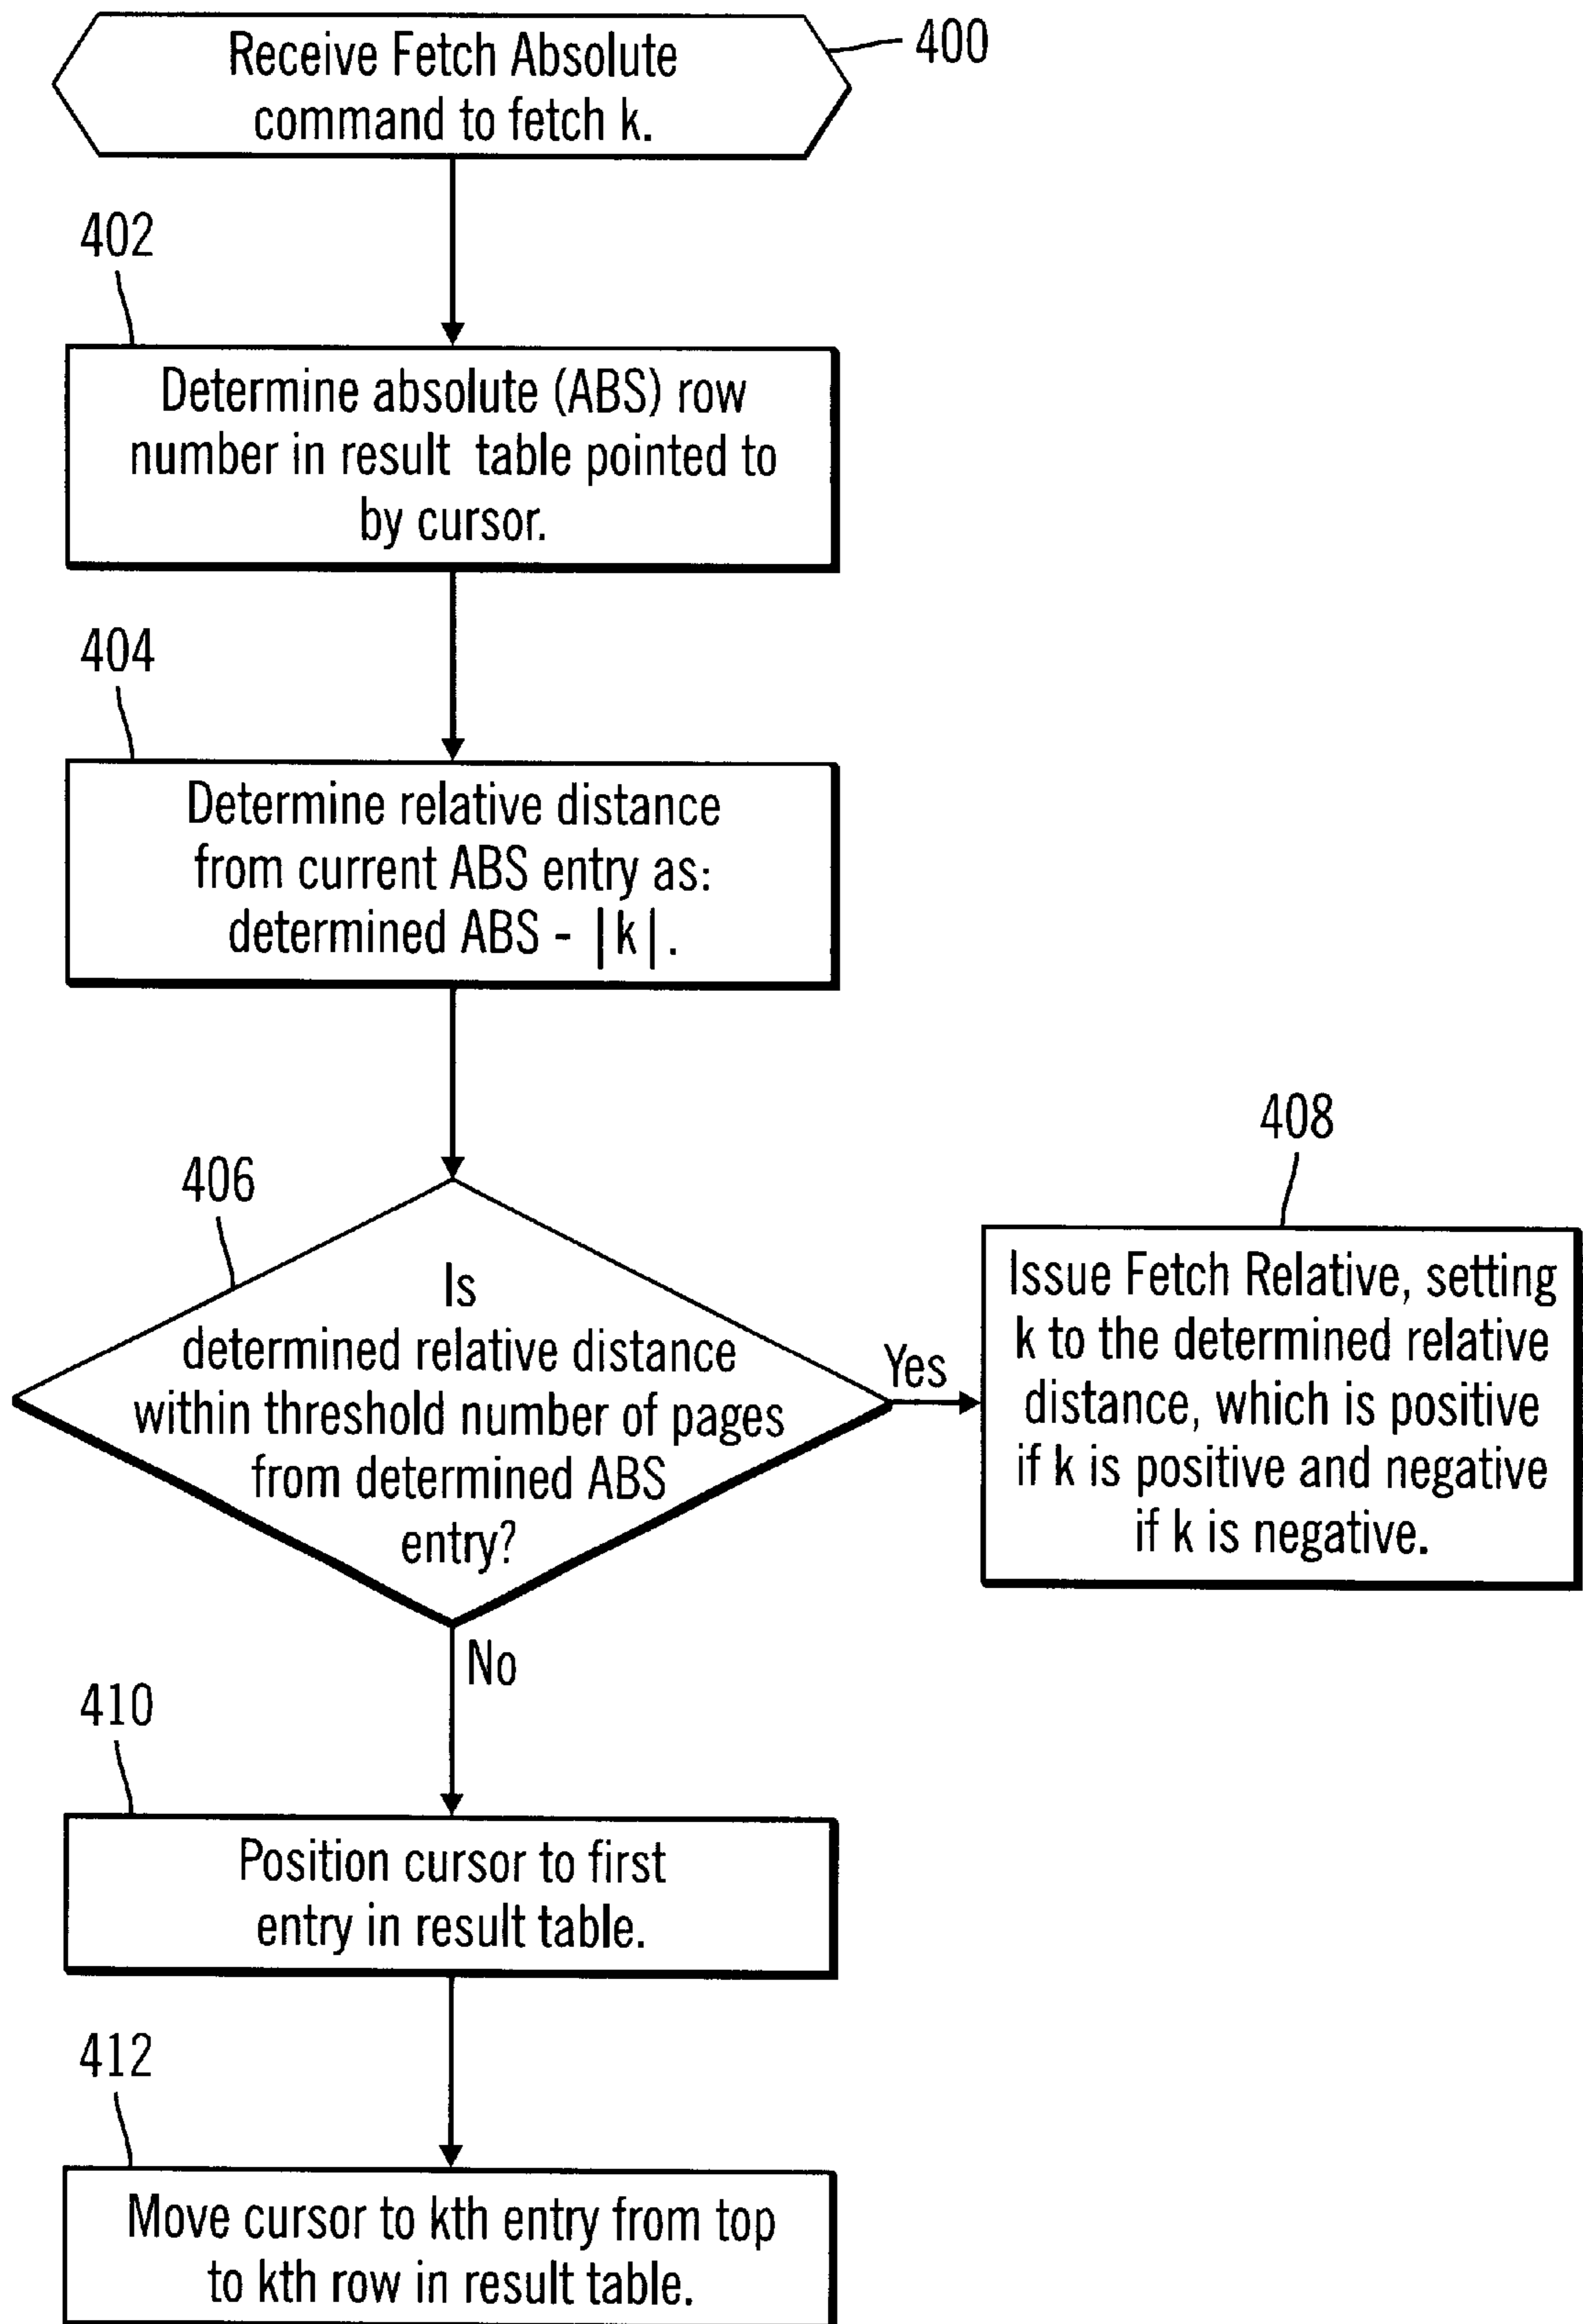 Receive Fetch Absolute
command to fetch k.
400
402
Determine absolute (ABS) row
number in result table pointed to
by cursor.
404
Determine relative distance
from current ABS entry as:
determined ABS - |k|.
406
Is
determined relative distance
within threshold number of pages
from determined ABS
entry?
Yes
408
Issue Fetch Relative, setting
k to the determined relative
distance, which is positive
if k is positive and negative
if k is negative.
No
410
Position cursor to first
entry in result table.
412
Move cursor to kth entry from top
to kth row in result table.